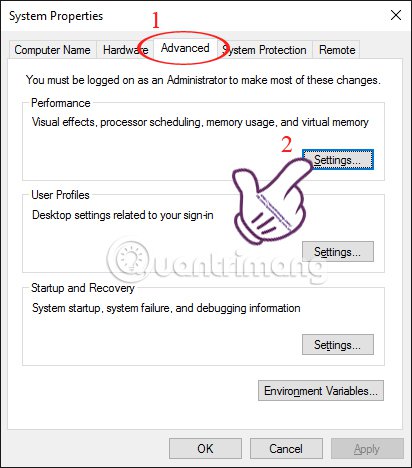 System Properties
1
Computer Name Hardware Advanced System Protection Remote
You must be logged on as an Administrator to make most of these changes.
Performance
Visual effects, processor scheduling, memory usage, and virtual memory
2
Settings...
User Profiles
Desktop settings related to your sign-in
Settings...
Quantrimang
Startup and Recovery
System startup, system failure, and debugging information
Settings...
Environment Variables...
OK Cancel Apply